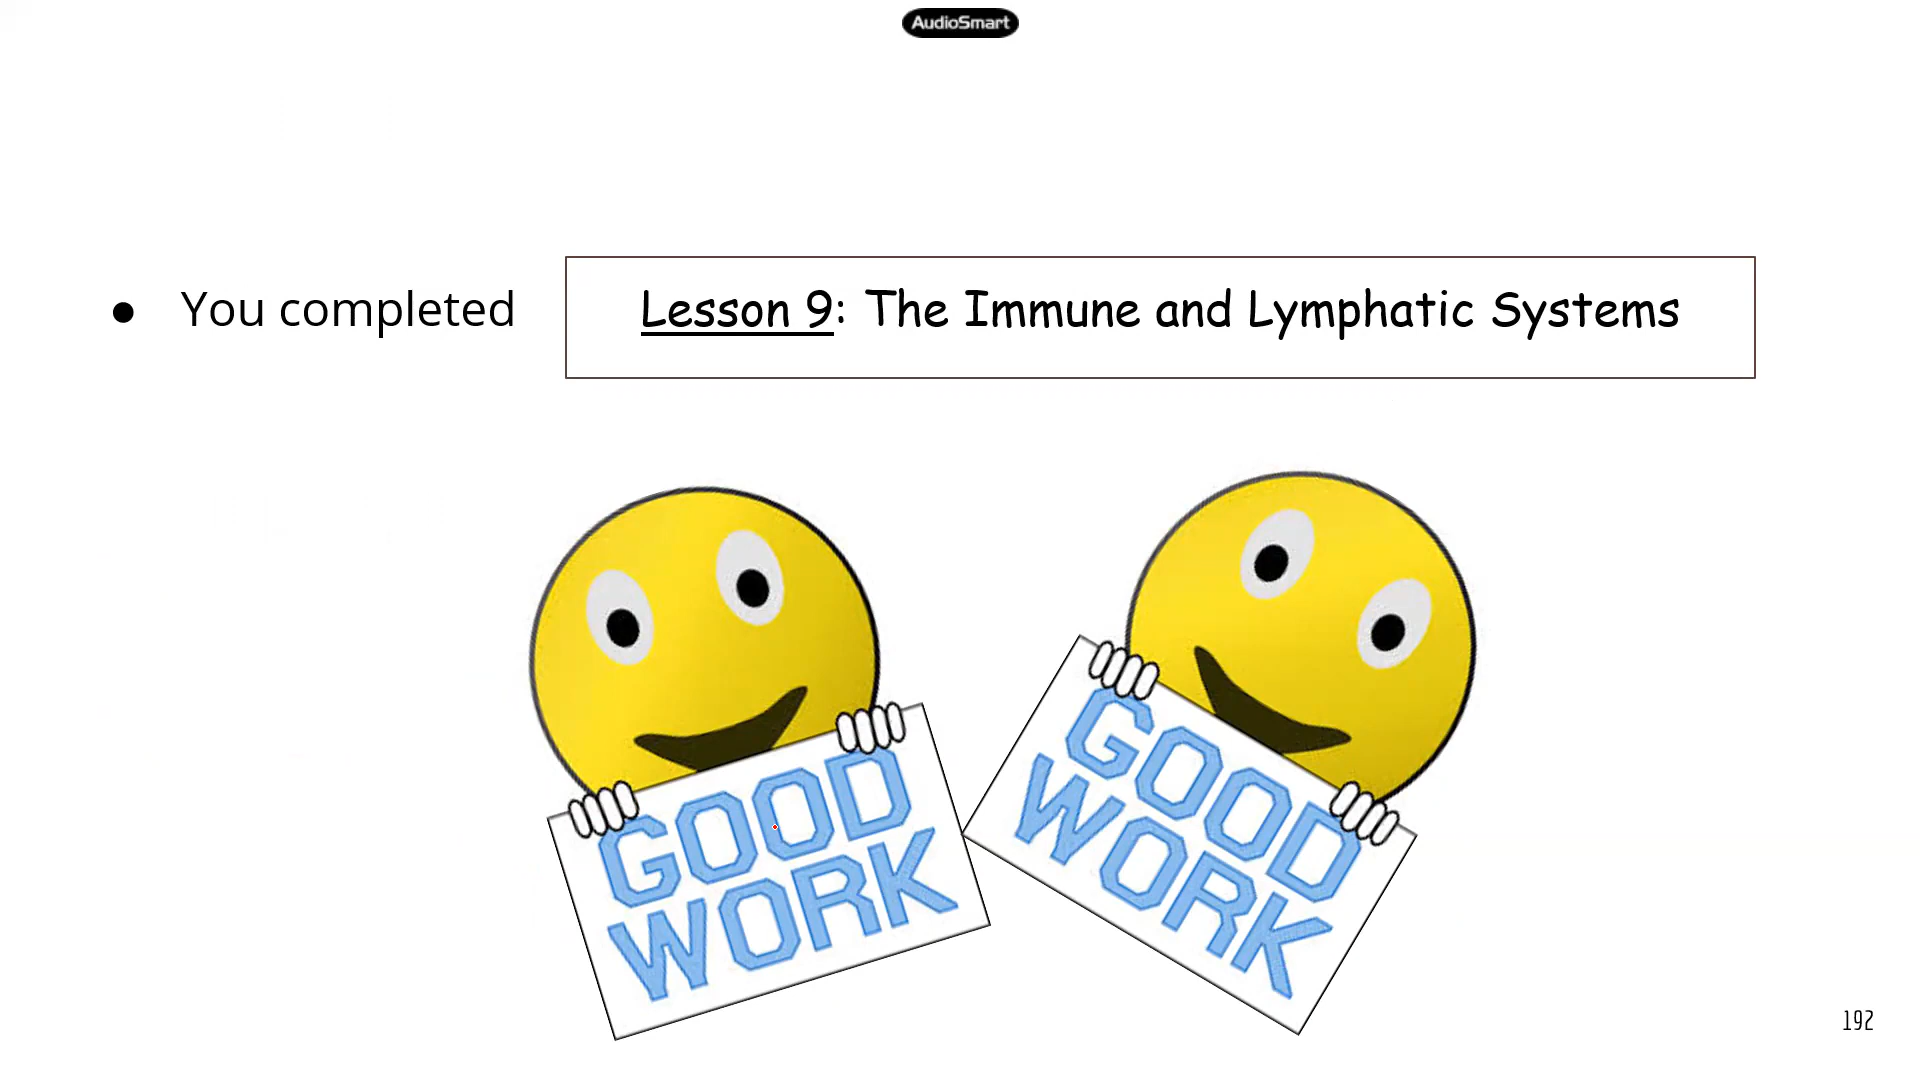 AudioSmart
● You completed Lesson 9: The Immune and Lymphatic Systems
GOOD
WORK
GOOD
WORK
192